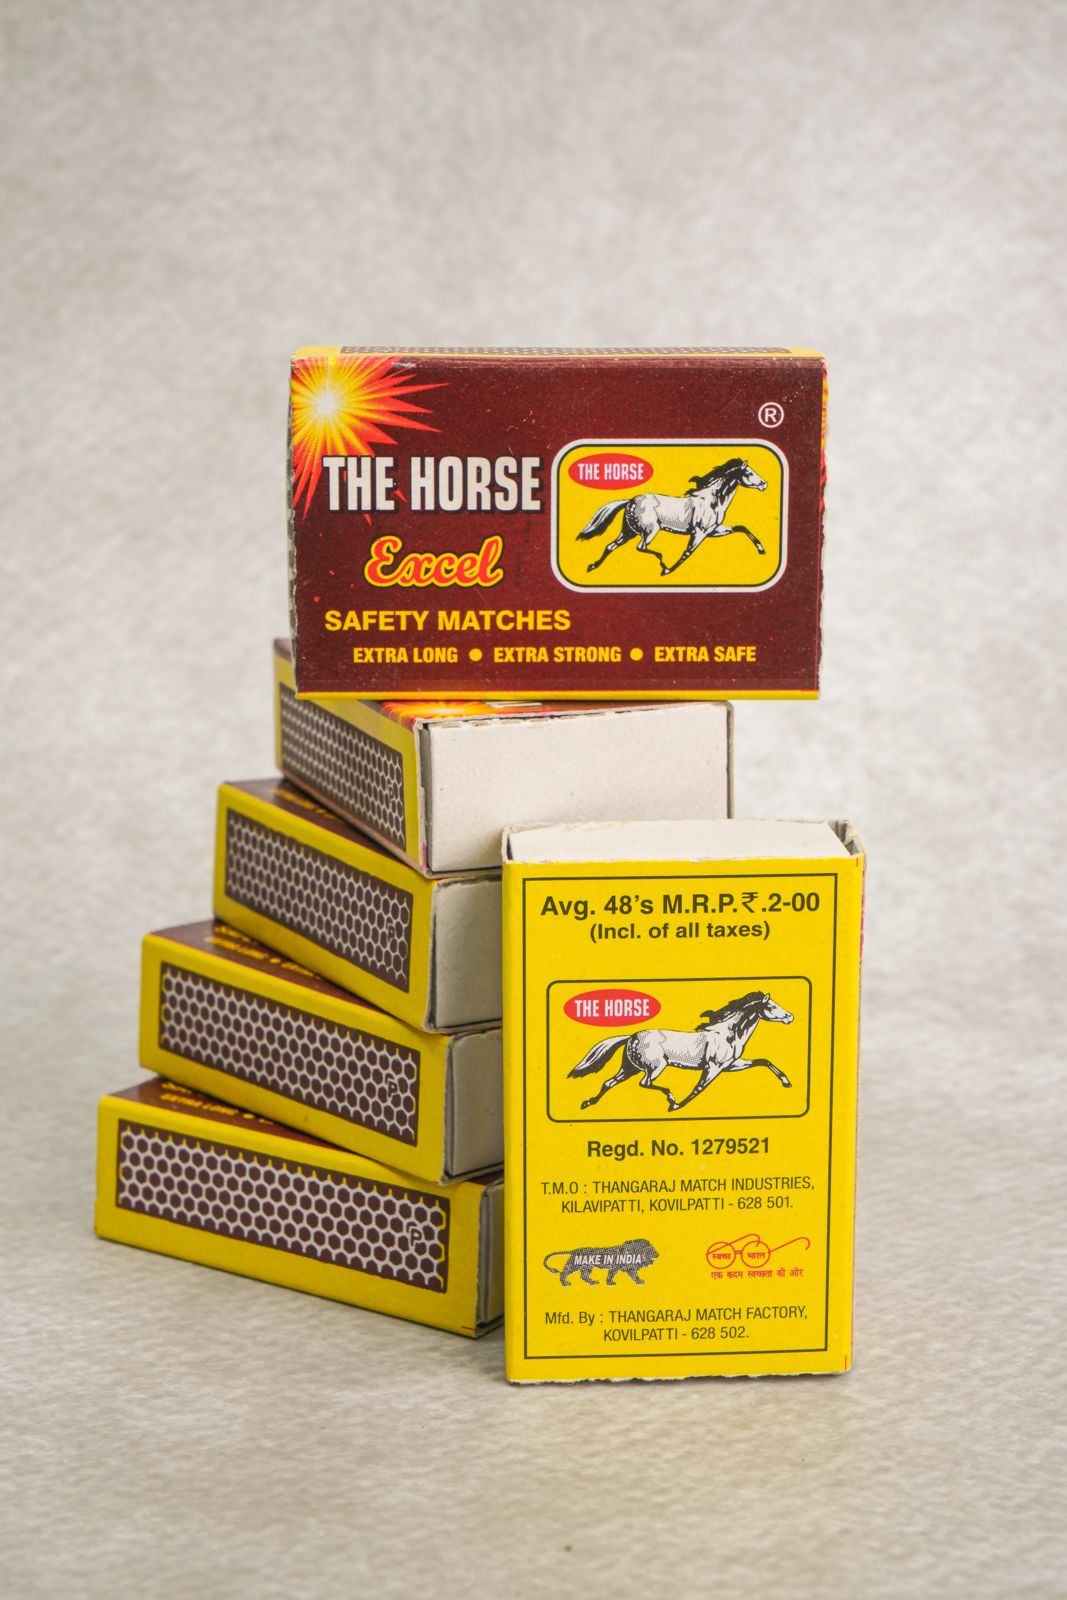 ®
THE HORSE
THE HORSE
Excel
SAFETY MATCHES
EXTRA LONG ● EXTRA STRONG ● EXTRA SAFE
P
P
EXTRA LONG
P
Avg. 48's M.R.P.₹.2-00
(Incl. of all taxes)
THE HORSE
Regd. No. 1279521
T.M.O : THANGARAJ MATCH INDUSTRIES,
KILAVIPATTI, KOVILPATTI - 628 501.
MAKE IN INDIA
स्वच्छ भारत
एक कदम स्वच्छता की ओर
Mfd. By : THANGARAJ MATCH FACTORY,
KOVILPATTI - 628 502.